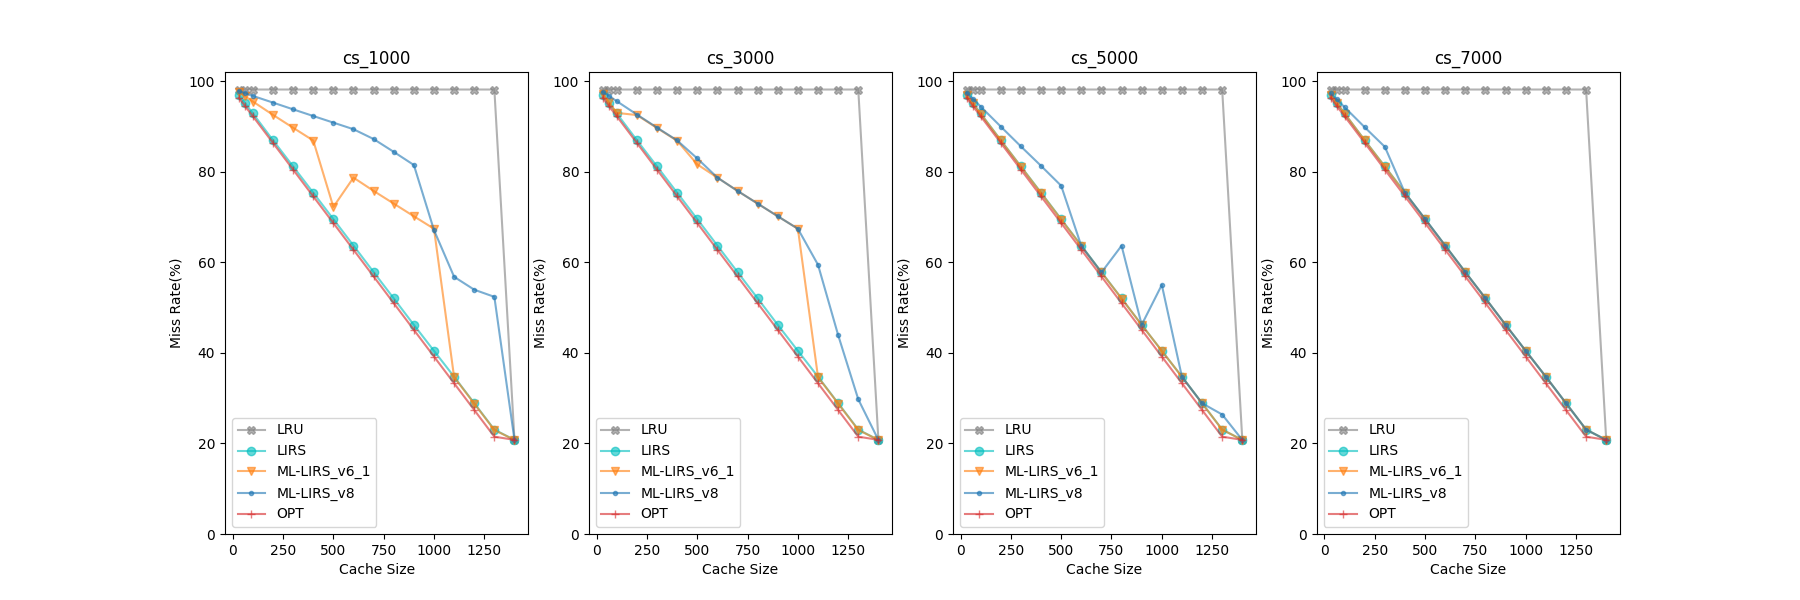 cs_1000
100
80
60
40
20
0
Miss Rate(%)
0 250 500 750 1000 1250
Cache Size
LRU
LIRS
ML-LIRS_v6_1
ML-LIRS_v8
OPT
cs_3000
100
80
60
40
20
0
Miss Rate(%)
0 250 500 750 1000 1250
Cache Size
LRU
LIRS
ML-LIRS_v6_1
ML-LIRS_v8
OPT
cs_5000
100
80
60
40
20
0
Miss Rate(%)
0 250 500 750 1000 1250
Cache Size
LRU
LIRS
ML-LIRS_v6_1
ML-LIRS_v8
OPT
cs_7000
100
80
60
40
20
0
Miss Rate(%)
0 250 500 750 1000 1250
Cache Size
LRU
LIRS
ML-LIRS_v6_1
ML-LIRS_v8
OPT